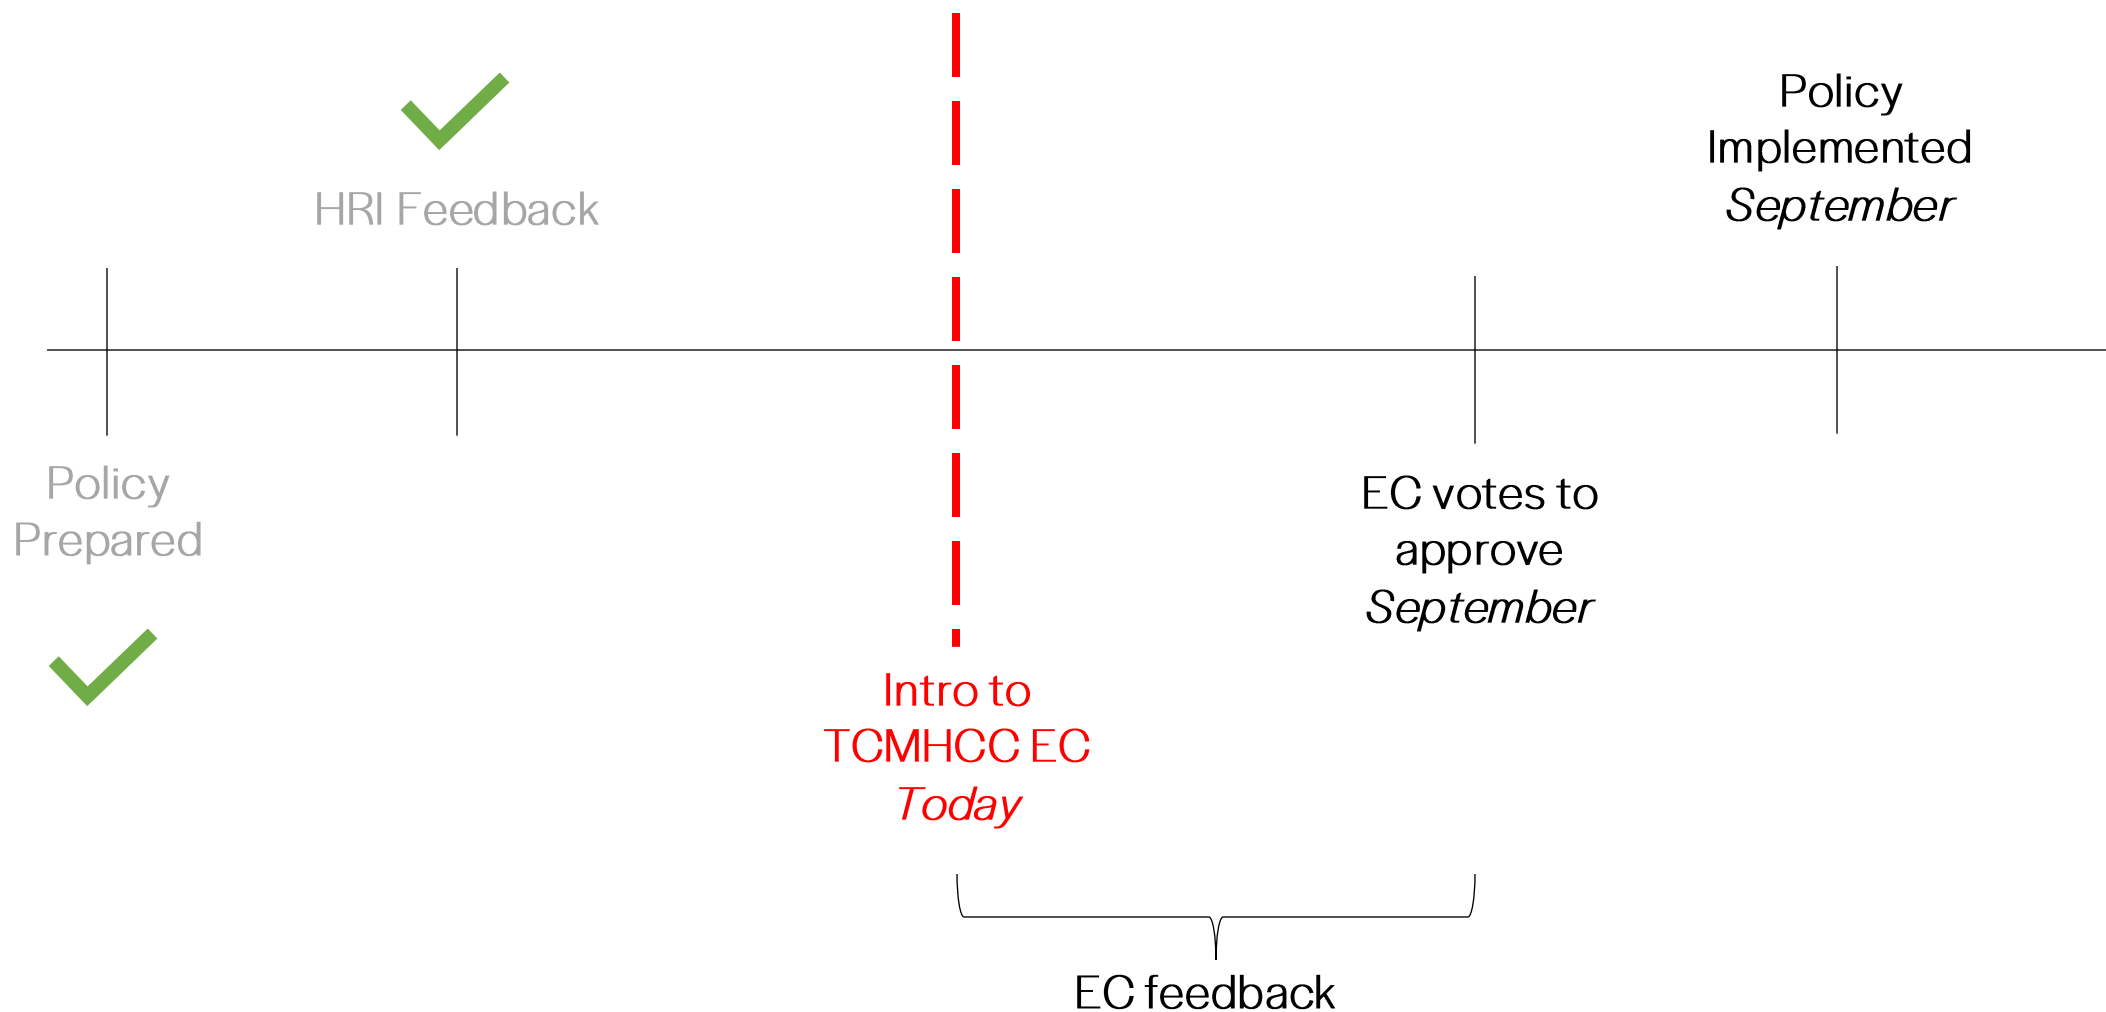 Policy
Prepared
HRI Feedback
Intro to
TCMHCC EC
Today
EC feedback
EC votes to
approve
September
Policy
Implemented
September